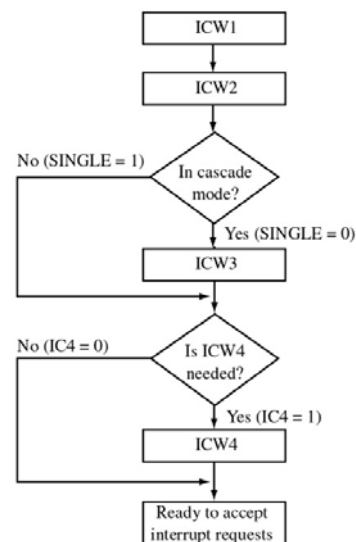 ICW1
ICW2
No (SINGLE = 1)
In cascade
mode?
Yes (SINGLE = 0)
ICW3
No (IC4 = 0)
Is ICW4
needed?
Yes (IC4 = 1)
ICW4
Ready to accept
interrupt requests